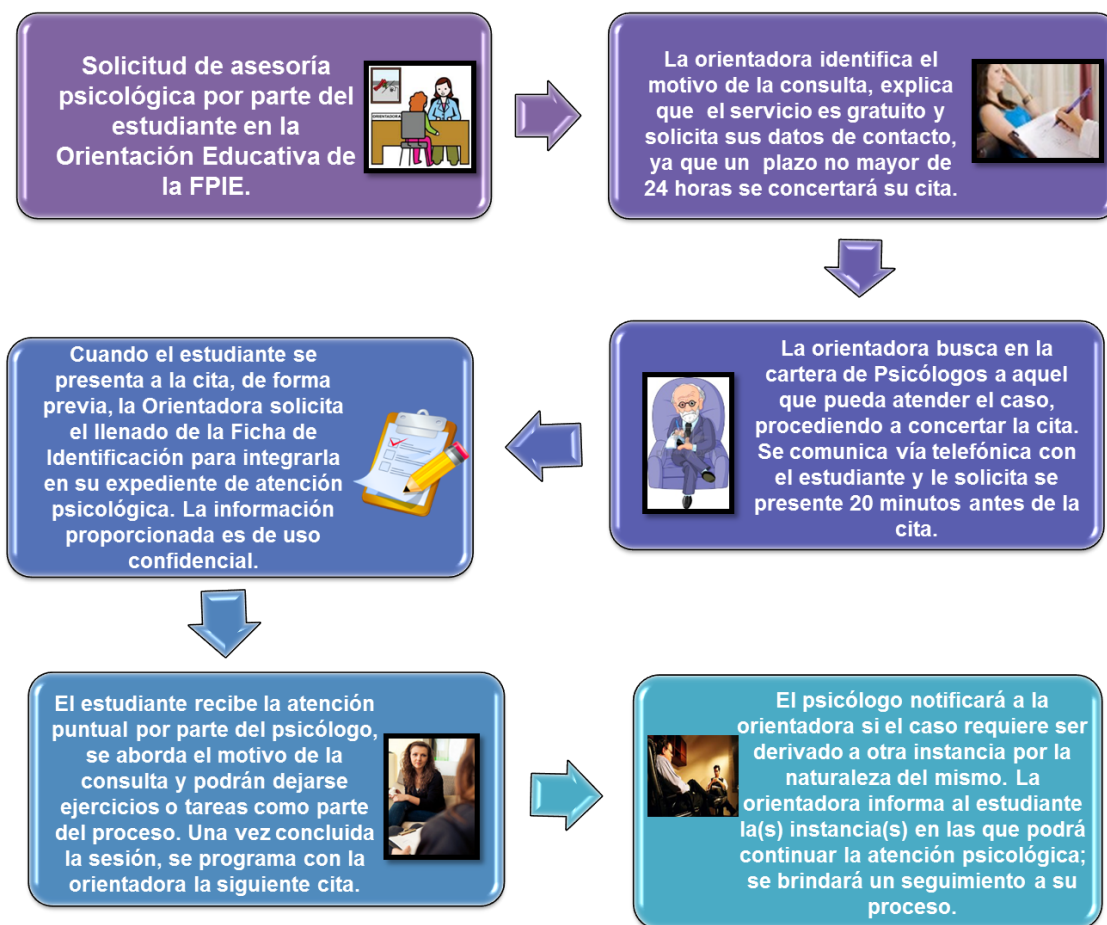 Solicitud de asesoría
psicológica por parte del
estudiante en la
Orientación Educativa de
la FPIE.
ORIENTADORA
La orientadora identifica el
motivo de la consulta, explica
que el servicio es gratuito y
solicita sus datos de contacto,
ya que un plazo no mayor de
24 horas se concertará su cita.
La orientadora busca en la
cartera de Psicólogos a aquel
que pueda atender el caso,
procediendo a concertar la cita.
Se comunica vía telefónica con
el estudiante y le solicita se
presente 20 minutos antes de la
cita.
Cuando el estudiante se
presenta a la cita, de forma
previa, la Orientadora solicita
el llenado de la Ficha de
Identificación para integrarla
en su expediente de atención
psicológica. La información
proporcionada es de uso
confidencial.
El estudiante recibe la atención
puntual por parte del psicólogo,
se aborda el motivo de la
consulta y podrán dejarse
ejercicios o tareas como parte
del proceso. Una vez concluida
la sesión, se programa con la
orientadora la siguiente cita.
El psicólogo notificará a la
orientadora si el caso requiere ser
derivado a otra instancia por la
naturaleza del mismo. La
orientadora informa al estudiante
la(s) instancia(s) en las que podrá
continuar la atención psicológica;
se brindará un seguimiento a su
proceso.